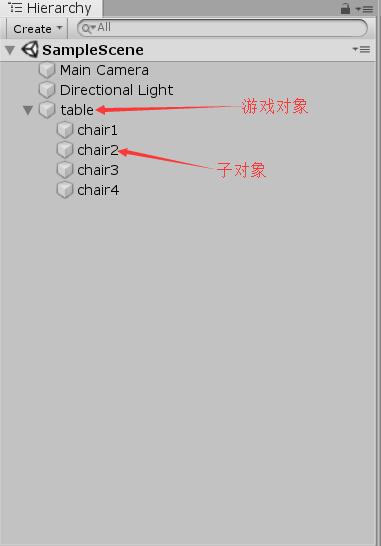 Hierarchy
Create
All
SampleScene
Main Camera
Directional Light
table
游戏对象
chair1
chair2
子对象
chair3
chair4